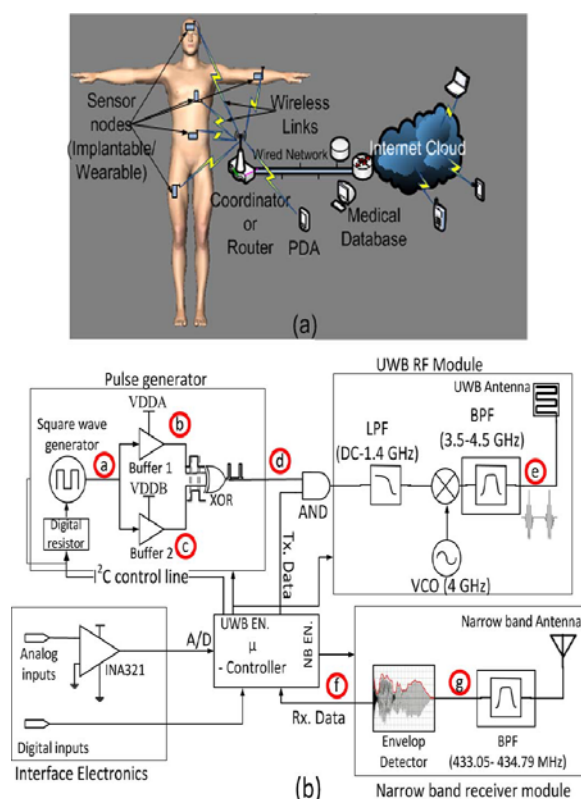 Sensor
nodes
(Implantable/
Wearable)
Wireless
Links
Wired Network
Internet Cloud
Coordinator
or
Router
PDA
Medical
Database
(a)
UWB RF Module
Pulse generator
UWB Antenna
VDDA
b
Square wave
generator
a
Buffer 1
VDDB
XOR
d
LPF
(DC-1.4 GHz)
BPF
(3.5-4.5 GHz)
e
AND
Digital
resistor
Buffer 2
c
I²C control line
Tx. Data
VCO (4 GHz)
UWB EN.
μ
- Controller
NB EN.
A/D
Analog
inputs
INA321
Digital inputs
Interface Electronics
Narrow band Antenna
f
g
Rx. Data
Envelop
Detector
BPF
(433.05- 434.79 MHz)
Narrow band receiver module
(b)